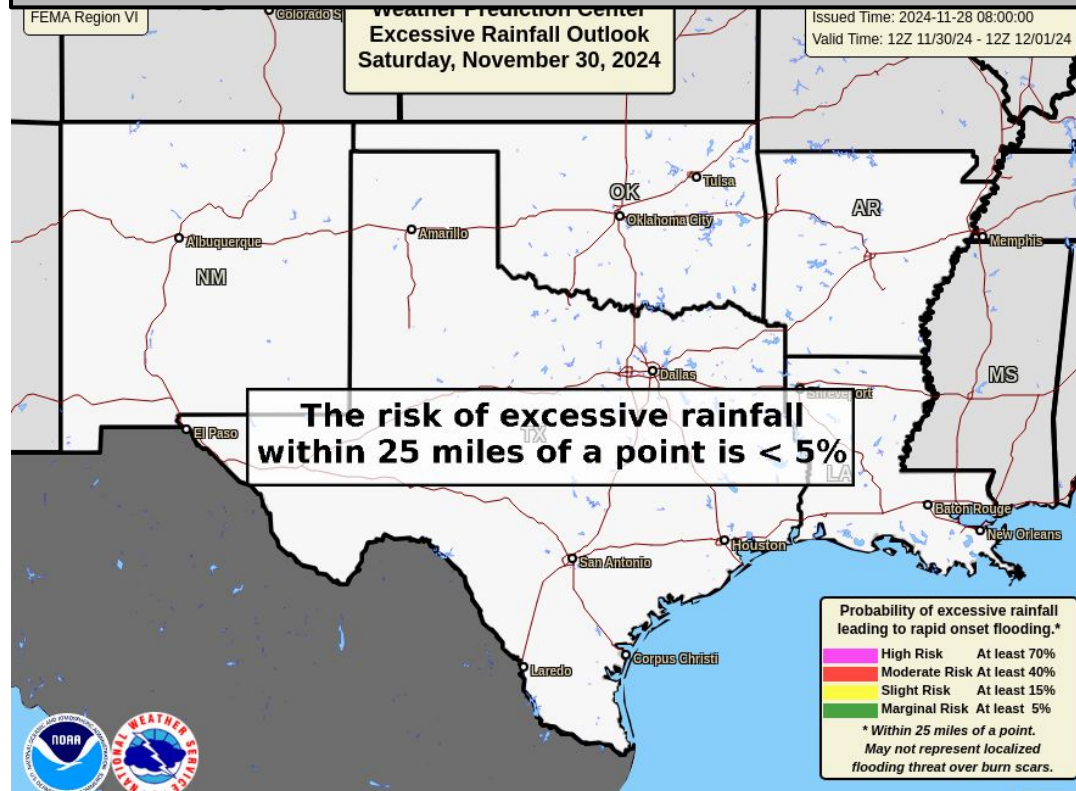 FEMA Region VI
Weather Prediction Center
Excessive Rainfall Outlook
Saturday, November 30, 2024
Issued Time: 2024-11-28 08:00:00
Valid Time: 12Z 11/30/24 - 12Z 12/01/24
Colorado
OK
Tulsa
Oklahoma City
AR
Albuquerque
Amarillo
Memphis
NM
Dallas
MS
Shreveport
The risk of excessive rainfall
within 25 miles of a point is < 5%
El Paso
TX
LA
Baton Rouge
New Orleans
Houston
San Antonio
Corpus Christi
Laredo
Probability of excessive rainfall
leading to rapid onset flooding.*
High Risk At least 70%
Moderate Risk At least 40%
Slight Risk At least 15%
Marginal Risk At least 5%
* Within 25 miles of a point.
May not represent localized
flooding threat over burn scars.
NOAA
NATIONAL WEATHER SERVICE